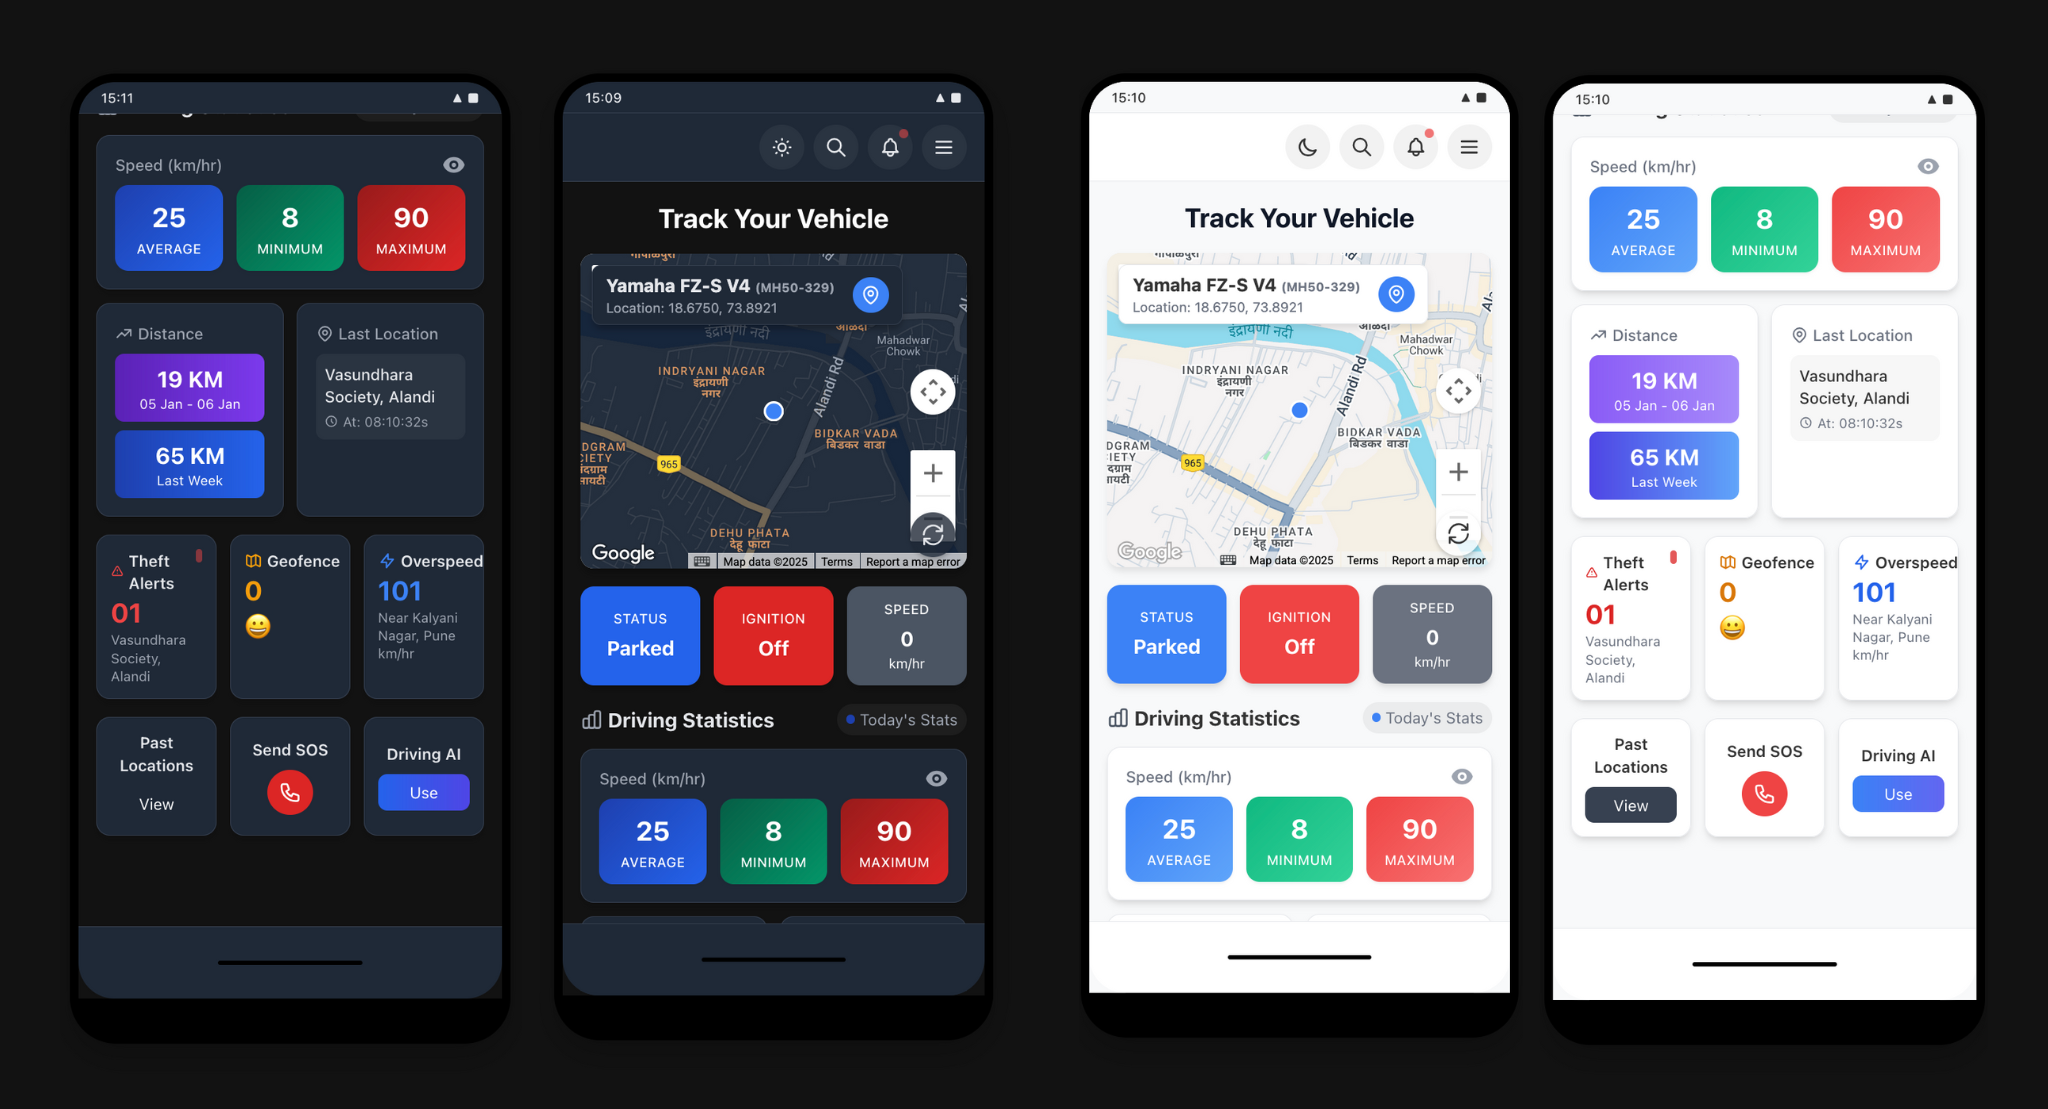 15:11
Speed (km/hr)
25
AVERAGE
8
MINIMUM
90
MAXIMUM
Distance
19 KM
05 Jan - 06 Jan
65 KM
Last Week
Last Location
Vasundhara
Society, Alandi
At: 08:10:32s
Theft
Alerts
01
Vasundhara
Society,
Alandi
Geofence
0
Overspeed
101
Near Kalyani
Nagar, Pune
km/hr
Past
Locations
View
Send SOS
Driving AI
Use
15:09
Track Your Vehicle
Yamaha FZ-S V4 (MH50-329)
Location: 18.6750, 73.8921
इंद्रायणी नदी
आळंदी
Mahadwar
Chowk
INDRYANI NAGAR
इंद्रायणी
नगर
Alandi Rd
BIDKAR VADA
बिडकर वाडा
DGRAM
CIETY
965
DEHU PHATA
देहू फाटा
Google
Map data ©2025
Terms
Report a map error
STATUS
Parked
IGNITION
Off
SPEED
0
km/hr
Driving Statistics
Today's Stats
Speed (km/hr)
25
AVERAGE
8
MINIMUM
90
MAXIMUM
15:10
Track Your Vehicle
Yamaha FZ-S V4 (MH50-329)
Location: 18.6750, 73.8921
इंद्रायणी नदी
Mahadwar
Chowk
INDRYANI NAGAR
इंद्रायणी
नगर
Alandi Rd
BIDKAR VADA
बिडकर वाडा
DGRAM
IETY
965
DEHU PHATA
देहू फाटा
Google
Map data ©2025
Terms
Report a map error
STATUS
Parked
IGNITION
Off
SPEED
0
km/hr
Driving Statistics
Today's Stats
Speed (km/hr)
25
AVERAGE
8
MINIMUM
90
MAXIMUM
15:10
Speed (km/hr)
25
AVERAGE
8
MINIMUM
90
MAXIMUM
Distance
19 KM
05 Jan - 06 Jan
65 KM
Last Week
Last Location
Vasundhara
Society, Alandi
At: 08:10:32s
Theft
Alerts
01
Vasundhara
Society,
Alandi
Geofence
0
Overspeed
101
Near Kalyani
Nagar, Pune
km/hr
Past
Locations
View
Send SOS
Driving AI
Use